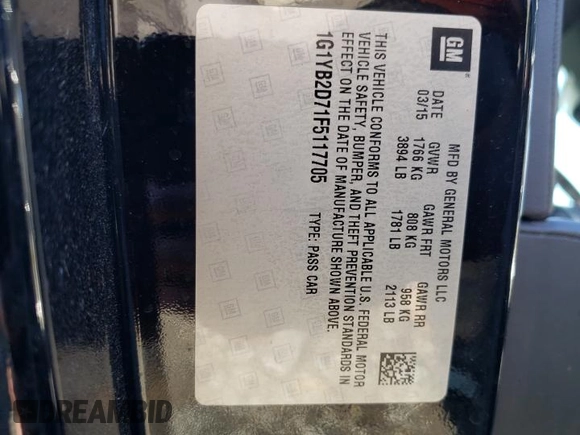 GM
MFD BY GENERAL MOTORS LLC
DATE GVWR GAWR FRT GAWR RR
03/15 1766 KG 808 KG 958 KG
3894 LB 1781 LB 2113 LB
THIS VEHICLE CONFORMS TO ALL APPLICABLE U.S. FEDERAL MOTOR
VEHICLE SAFETY, BUMPER, AND THEFT PREVENTION STANDARDS IN
EFFECT ON THE DATE OF MANUFACTURE SHOWN ABOVE.
1G1YB2D71F5117705 TYPE: PASS CAR
DREAMBID